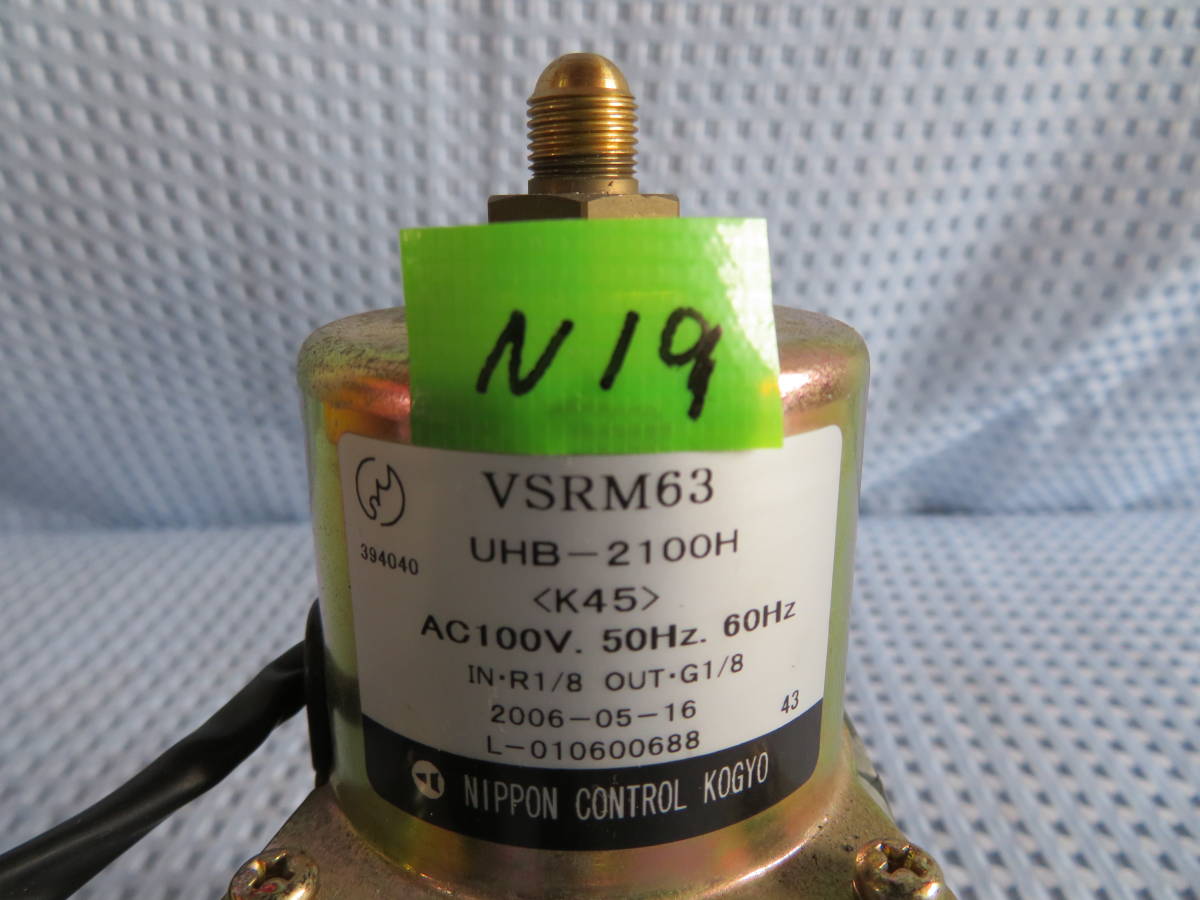 N19
VSRM63
394040
UHB-2100H
<K45>
AC100V. 50Hz. 60Hz
IN・R1/8 OUT・G1/8
2006-05-16
43
L-010600688
NIPPON CONTROL KOGYO